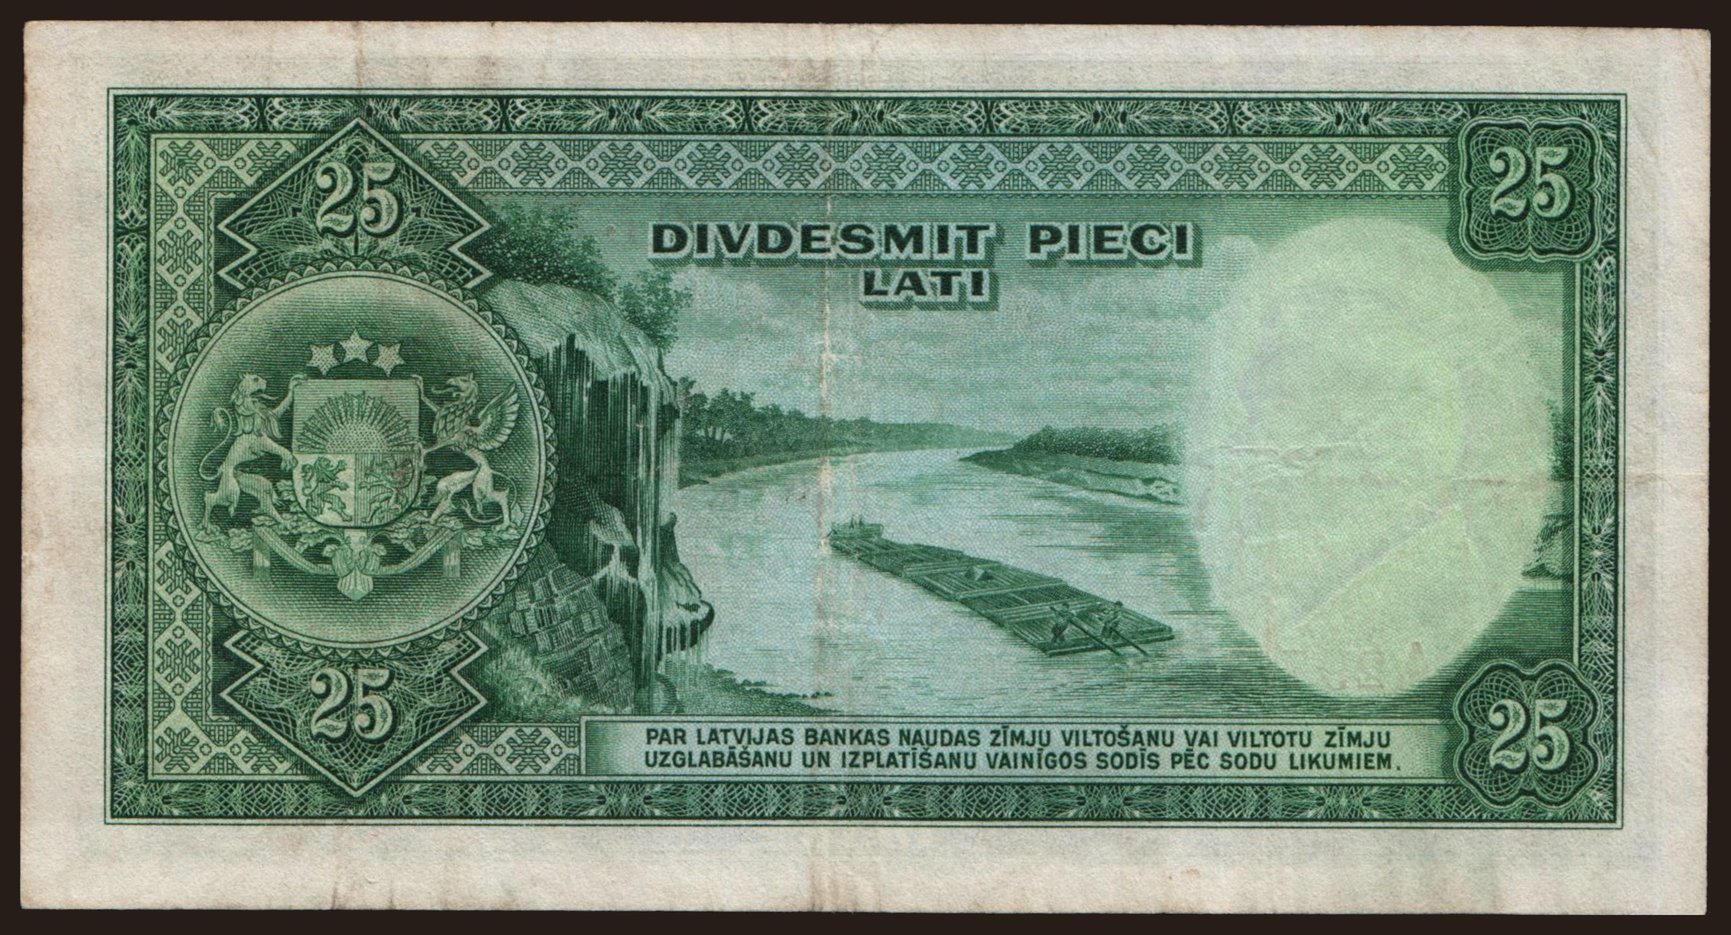 25
25
DIVDESMIT PIECI
LATI
25
25
PAR LATVIJAS BANKAS NAUDAS ZĪMJU VILTOŠANU VAI VILTOTU ZĪMJU
UZGLABĀŠANU UN IZPLATĪŠANU VAINĪGOS SODĪS PĒC SODU LIKUMIEM.